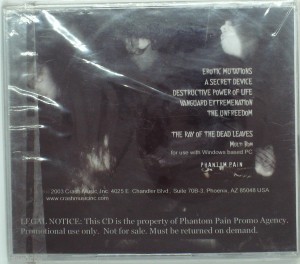 EROTIC MUTATIONS
A SECRET DEVICE
DESTRUCTIVE POWER OF LIFE
VANGUARD EXTREMENATION
THE UNFREEDOM
THE RAY OF THE DEAD LEAVES
for use with Windows based PC
PHANTOM PAIN
2003 Crash Music Inc. 4025 E. Chandler Blvd., Suite 70B-3, Phoenix, AZ 85048 USA
www.crashmusicinc.com
LEGAL NOTICE: This CD is the property of Phantom Pain Promo Agency.
Promotional use only. Not for sale. Must be returned on demand.